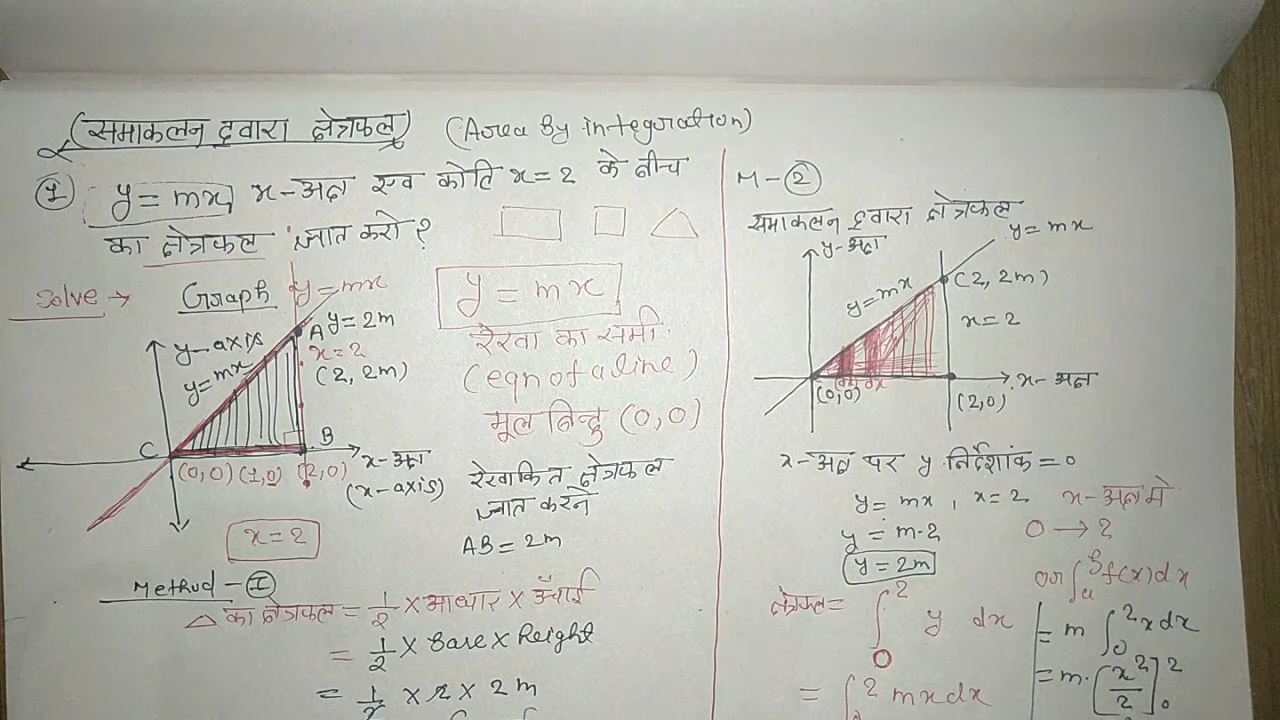 (समाकलन द्वारा क्षेत्रफल) (Area By integration)
① y = mx, x-अक्ष एव कोटि x = 2 के बीच
का क्षेत्रफल ज्ञात करो ?
Solve → Graph
y = mx
A y = 2m
y-axis
y = mx
x = 2
(2, 2m)
C
B
(0,0) (1,0) (2,0)
x-अक्ष
(x-axis)
x = 2
y = mx
रेखा का समी.
(eqn of a line)
मूल बिन्दु (0,0)
रेखांकित क्षेत्रफल
ज्ञात करने
AB = 2m
Method - I
△ का क्षेत्रफल = 1/2 × आधार × ऊँचाई
= 1/2 × Base × Height
= 1/2 × 2 × 2m
M - ②
समाकलन द्वारा क्षेत्रफल
y-अक्ष
y = mx
y = mx
(2, 2m)
x = 2
(0,0)
x-अक्ष
(2,0)
x-अक्ष पर y निर्देशांक = 0
y = mx, x = 2 x-अक्ष मे
y = m·2 0 → 2
y = 2m
or ∫ f(x) dx
क्षेत्रफल = ∫₀² y dx
= ∫ ² mx dx
= m ∫₀² x dx
= m·[x²/2]₀²